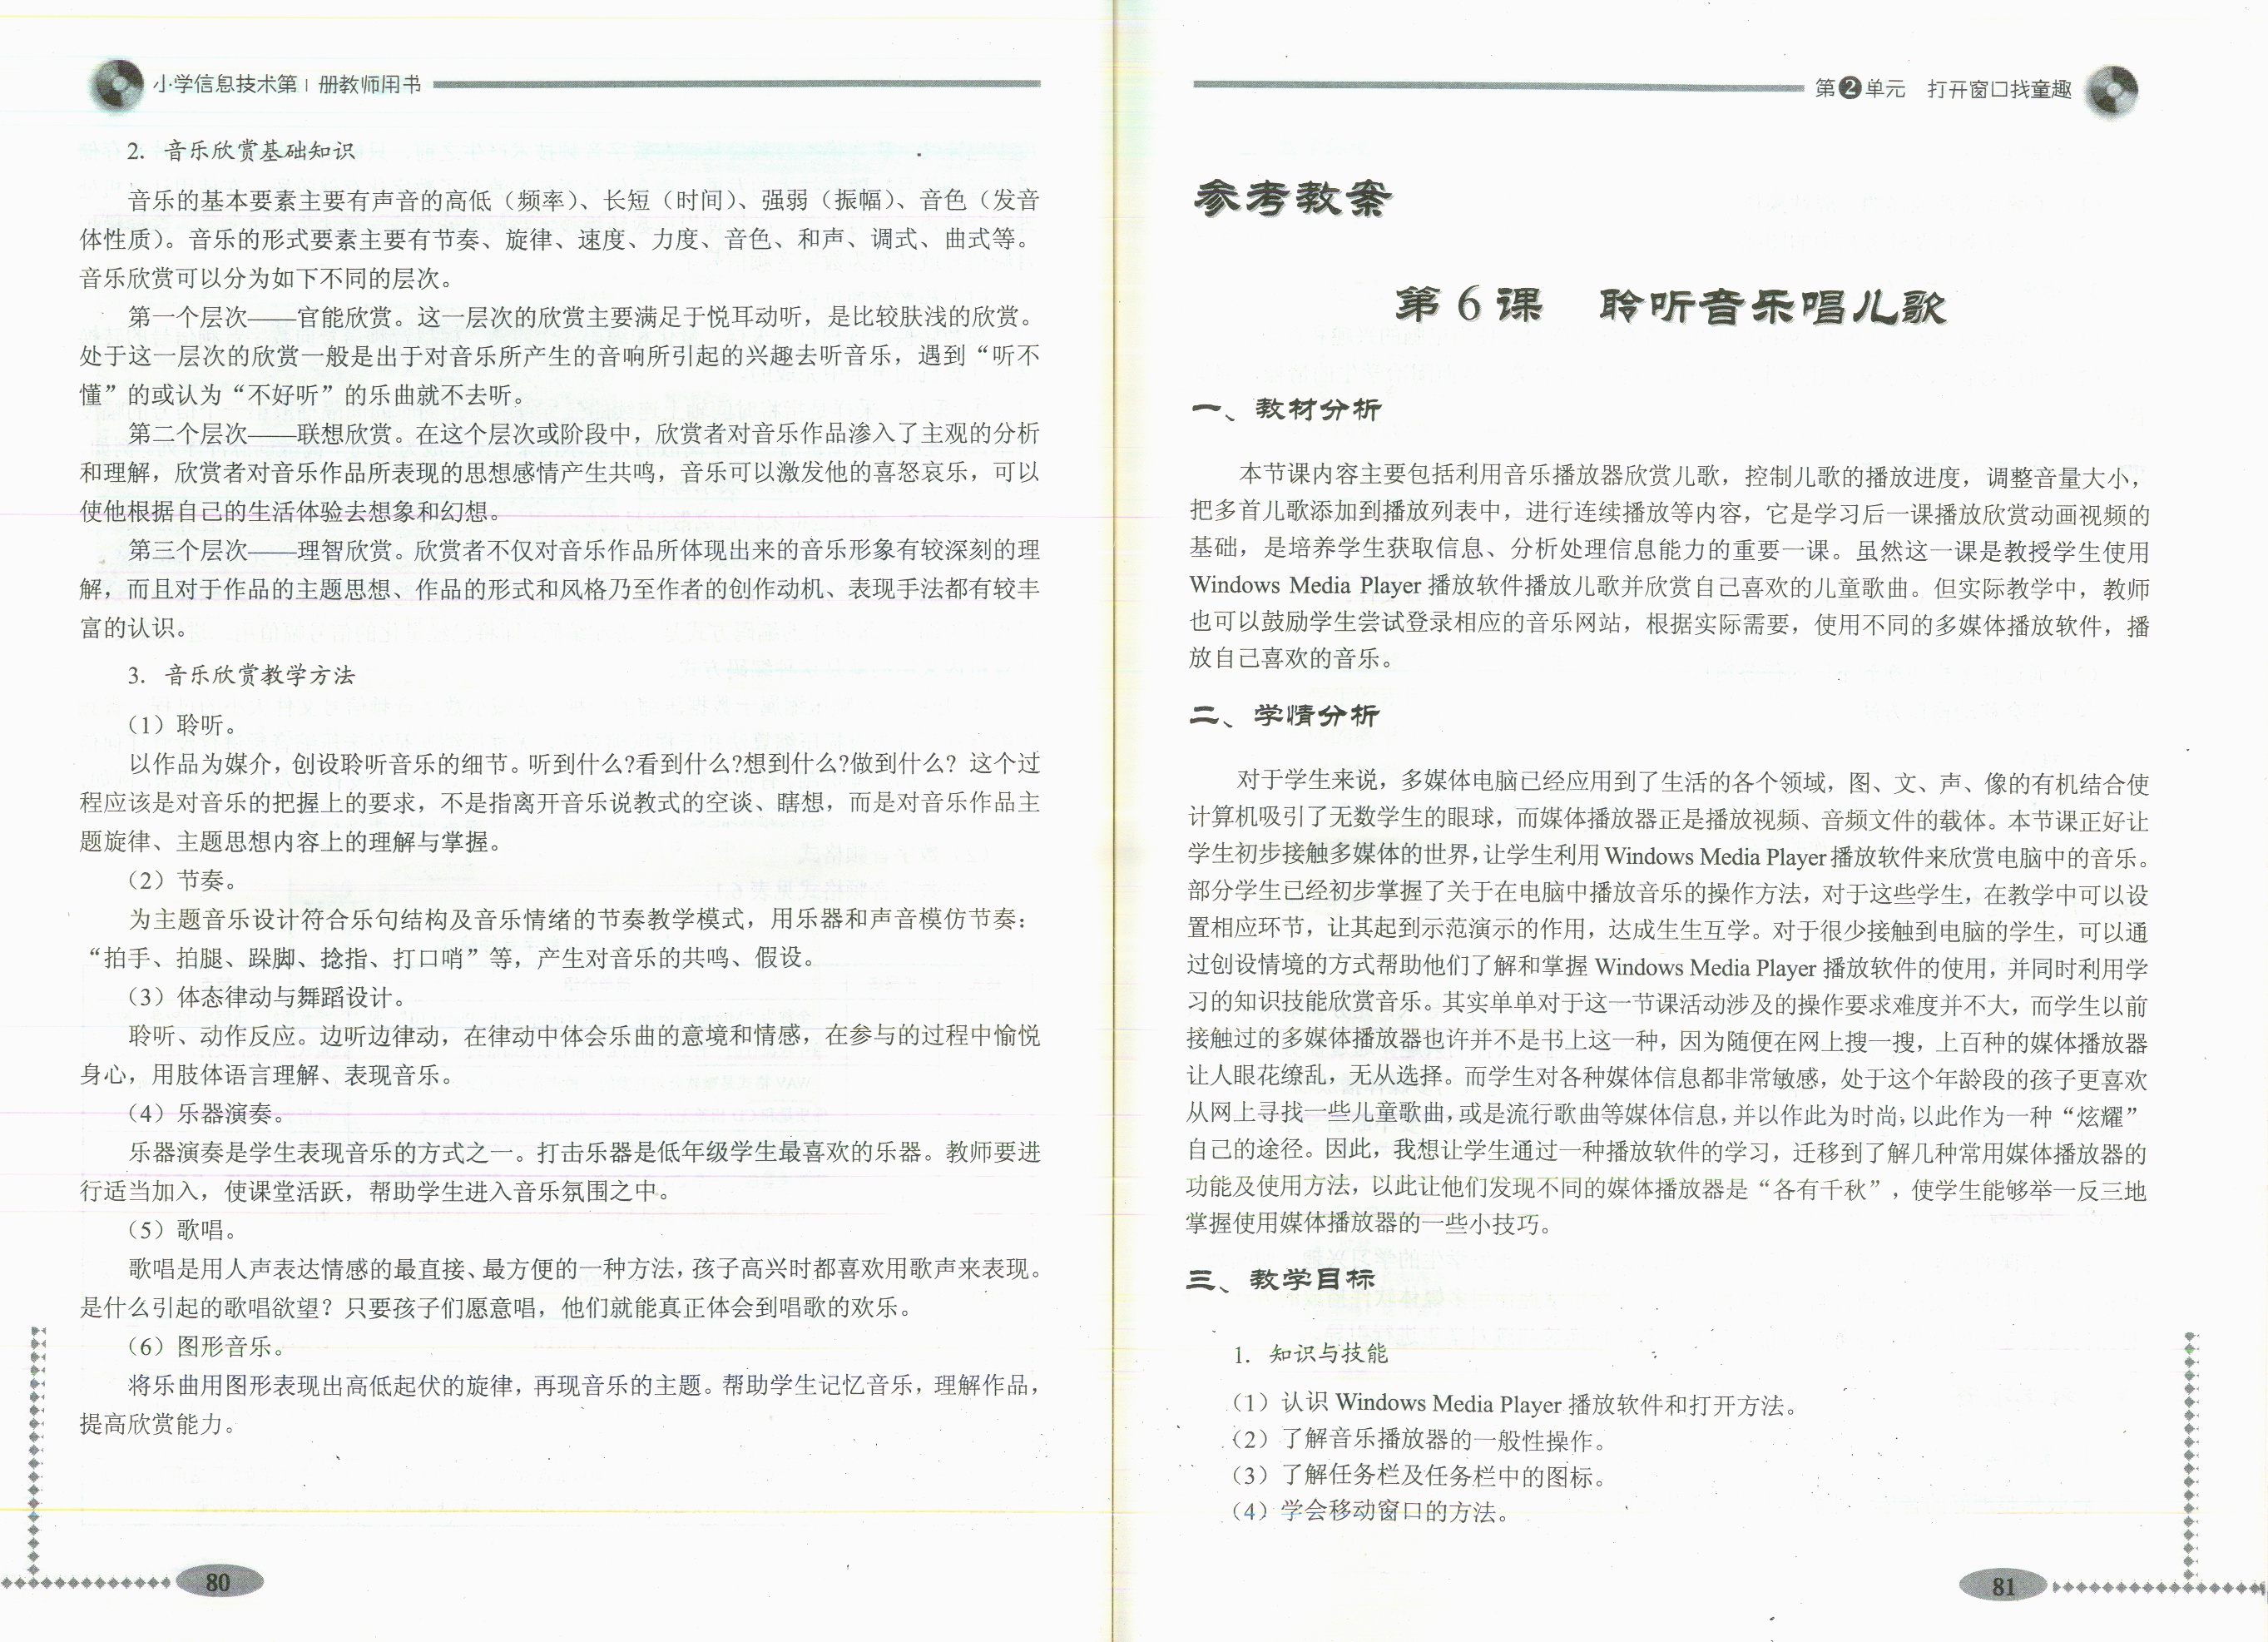 小学信息技术第1册教师用书
2. 音乐欣赏基础知识
音乐的基本要素主要有声音的高低（频率）、长短（时间）、强弱（振幅）、音色（发音
体性质）。音乐的形式要素主要有节奏、旋律、速度、力度、音色、和声、调式、曲式等。
音乐欣赏可以分为如下不同的层次。
第一个层次——官能欣赏。这一层次的欣赏主要满足于悦耳动听，是比较肤浅的欣赏。
处于这一层次的欣赏一般是出于对音乐所产生的音响所引起的兴趣去听音乐，遇到“听不
懂”的或认为“不好听”的乐曲就不去听。
第二个层次——联想欣赏。在这个层次或阶段中，欣赏者对音乐作品渗入了主观的分析
和理解，欣赏者对音乐作品所表现的思想感情产生共鸣，音乐可以激发他的喜怒哀乐，可以
使他根据自己的生活体验去想象和幻想。
第三个层次——理智欣赏。欣赏者不仅对音乐作品所体现出来的音乐形象有较深刻的理
解，而且对于作品的主题思想、作品的形式和风格乃至作者的创作动机、表现手法都有较丰
富的认识。
3. 音乐欣赏教学方法
（1）聆听。
以作品为媒介，创设聆听音乐的细节。听到什么?看到什么?想到什么?做到什么？这个过
程应该是对音乐的把握上的要求，不是指离开音乐说教式的空谈、瞎想，而是对音乐作品主
题旋律、主题思想内容上的理解与掌握。
（2）节奏。
为主题音乐设计符合乐句结构及音乐情绪的节奏教学模式，用乐器和声音模仿节奏：
“拍手、拍腿、跺脚、捻指、打口哨”等，产生对音乐的共鸣、假设。
（3）体态律动与舞蹈设计。
聆听、动作反应。边听边律动，在律动中体会乐曲的意境和情感，在参与的过程中愉悦
身心，用肢体语言理解、表现音乐。
（4）乐器演奏。
乐器演奏是学生表现音乐的方式之一。打击乐器是低年级学生最喜欢的乐器。教师要进
行适当加入，使课堂活跃，帮助学生进入音乐氛围之中。
（5）歌唱。
歌唱是用人声表达情感的最直接、最方便的一种方法，孩子高兴时都喜欢用歌声来表现。
是什么引起的歌唱欲望？只要孩子们愿意唱，他们就能真正体会到唱歌的欢乐。
（6）图形音乐。
将乐曲用图形表现出高低起伏的旋律，再现音乐的主题。帮助学生记忆音乐，理解作品，
提高欣赏能力。
80
第2单元 打开窗口找童趣
参考教案
第6课 聆听音乐唱儿歌
一、教材分析
本节课内容主要包括利用音乐播放器欣赏儿歌，控制儿歌的播放进度，调整音量大小，
把多首儿歌添加到播放列表中，进行连续播放等内容，它是学习后一课播放欣赏动画视频的
基础，是培养学生获取信息、分析处理信息能力的重要一课。虽然这一课是教授学生使用
Windows Media Player 播放软件播放儿歌并欣赏自己喜欢的儿童歌曲。但实际教学中，教师
也可以鼓励学生尝试登录相应的音乐网站，根据实际需要，使用不同的多媒体播放软件，播
放自己喜欢的音乐。
二、学情分析
对于学生来说，多媒体电脑已经应用到了生活的各个领域，图、文、声、像的有机结合使
计算机吸引了无数学生的眼球，而媒体播放器正是播放视频、音频文件的载体。本节课正好让
学生初步接触多媒体的世界，让学生利用 Windows Media Player 播放软件来欣赏电脑中的音乐。
部分学生已经初步掌握了关于在电脑中播放音乐的操作方法，对于这些学生，在教学中可以设
置相应环节，让其起到示范演示的作用，达成生生互学。对于很少接触到电脑的学生，可以通
过创设情境的方式帮助他们了解和掌握 Windows Media Player 播放软件的使用，并同时利用学
习的知识技能欣赏音乐。其实单单对于这一节课活动涉及的操作要求难度并不大，而学生以前
接触过的多媒体播放器也许并不是书上这一种，因为随便在网上搜一搜，上百种的媒体播放器
让人眼花缭乱，无从选择。而学生对各种媒体信息都非常敏感，处于这个年龄段的孩子更喜欢
从网上寻找一些儿童歌曲，或是流行歌曲等媒体信息，并以作此为时尚，以此作为一种“炫耀”
自己的途径。因此，我想让学生通过一种播放软件的学习，迁移到了解几种常用媒体播放器的
功能及使用方法，以此让他们发现不同的媒体播放器是“各有千秋”，使学生能够举一反三地
掌握使用媒体播放器的一些小技巧。
三、教学目标
1. 知识与技能
（1）认识 Windows Media Player 播放软件和打开方法。
（2）了解音乐播放器的一般性操作。
（3）了解任务栏及任务栏中的图标。
（4）学会移动窗口的方法。
81